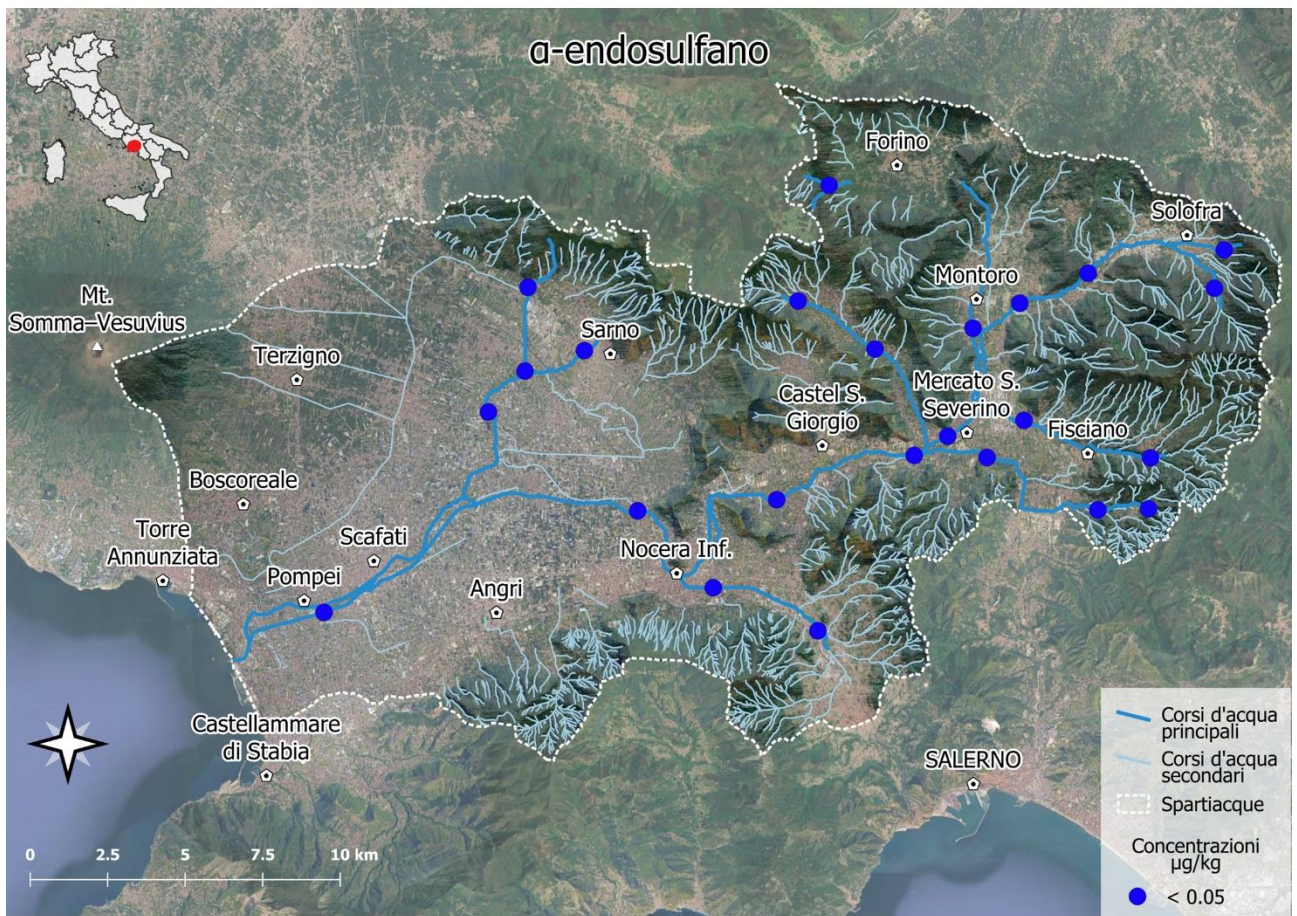 α-endosulfano
Forino
Solofra
Montoro
Mt.
Somma–Vesuvius
Sarno
Terzigno
Mercato S.
Severino
Castel S.
Giorgio
Fisciano
Boscoreale
Torre
Annunziata
Scafati
Nocera Inf.
Pompei
Angri
Castellammare
di Stabia
SALERNO
Corsi d'acqua
principali
Corsi d'acqua
secondari
Spartiacque
Concentrazioni
µg/kg
< 0.05
0 2.5 5 7.5 10 km